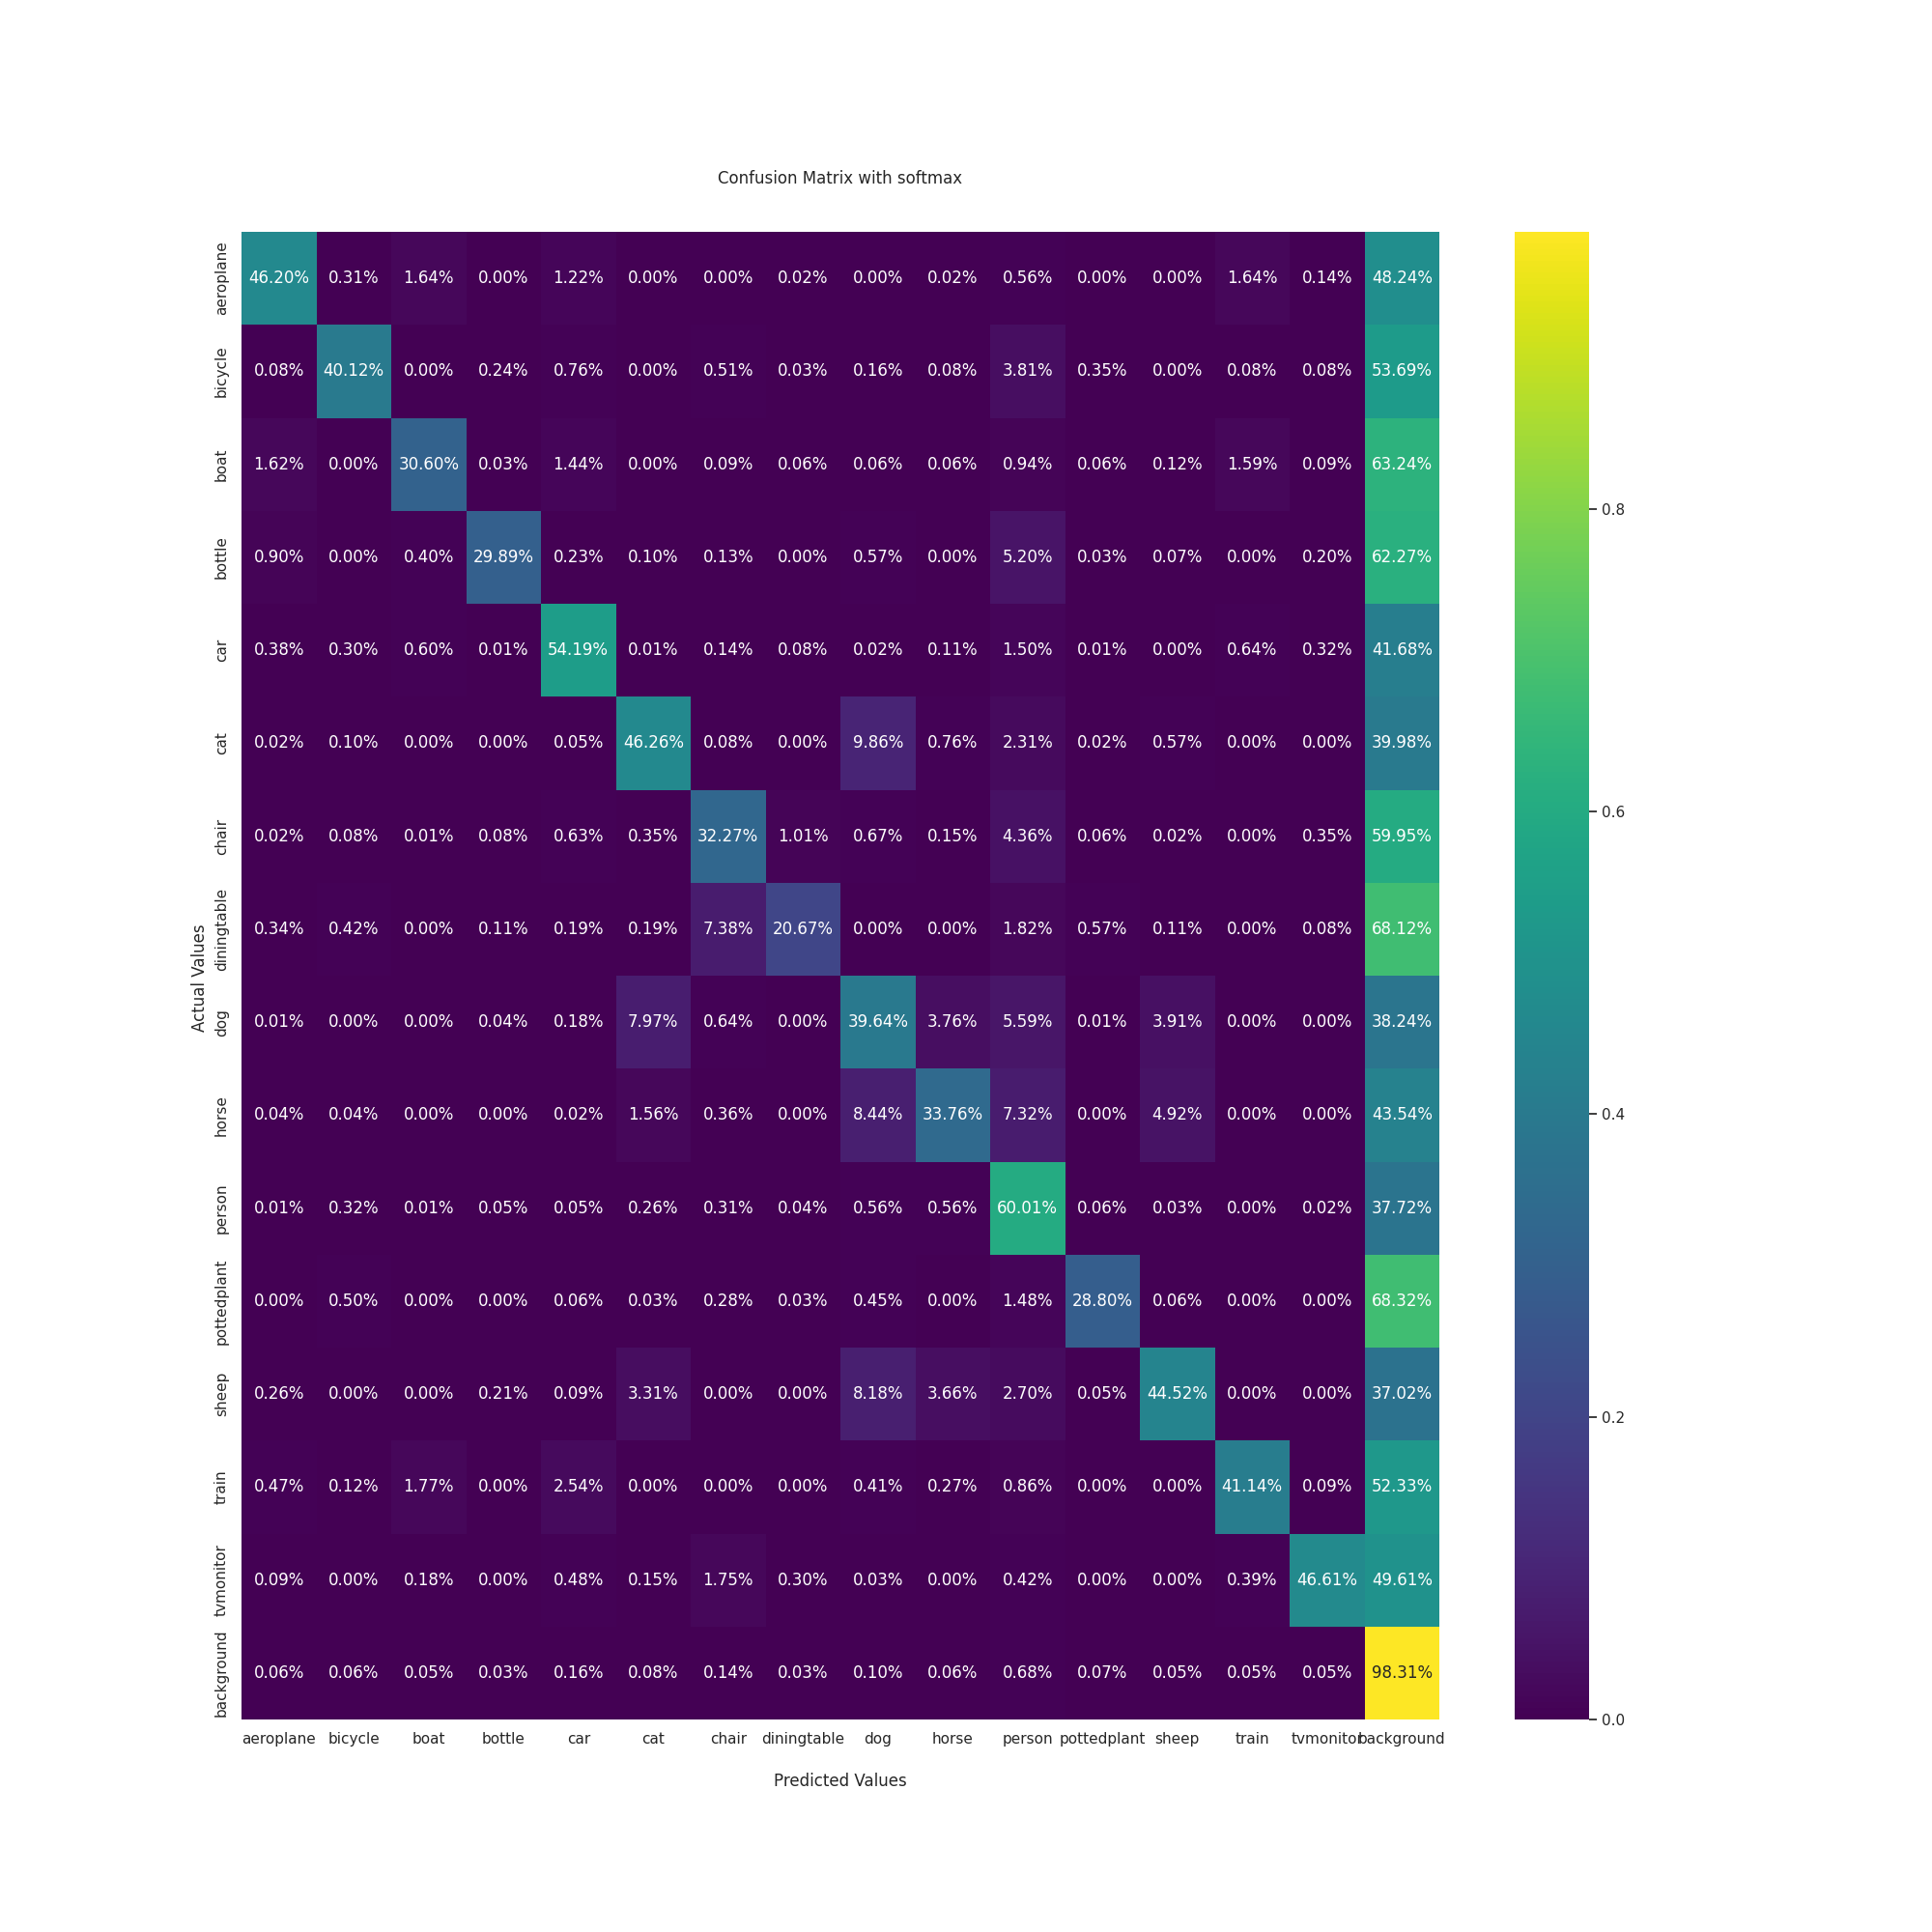 Confusion Matrix with softmax
aeroplane 46.20% 0.31% 1.64% 0.00% 1.22% 0.00% 0.00% 0.02% 0.00% 0.02% 0.56% 0.00% 0.00% 1.64% 0.14% 48.24%
bicycle 0.08% 40.12% 0.00% 0.24% 0.76% 0.00% 0.51% 0.03% 0.16% 0.08% 3.81% 0.35% 0.00% 0.08% 0.08% 53.69%
boat 1.62% 0.00% 30.60% 0.03% 1.44% 0.00% 0.09% 0.06% 0.06% 0.06% 0.94% 0.06% 0.12% 1.59% 0.09% 63.24%
bottle 0.90% 0.00% 0.40% 29.89% 0.23% 0.10% 0.13% 0.00% 0.57% 0.00% 5.20% 0.03% 0.07% 0.00% 0.20% 62.27%
0.8
car 0.38% 0.30% 0.60% 0.01% 54.19% 0.01% 0.14% 0.08% 0.02% 0.11% 1.50% 0.01% 0.00% 0.64% 0.32% 41.68%
cat 0.02% 0.10% 0.00% 0.00% 0.05% 46.26% 0.08% 0.00% 9.86% 0.76% 2.31% 0.02% 0.57% 0.00% 0.00% 39.98%
0.6
chair 0.02% 0.08% 0.01% 0.08% 0.63% 0.35% 32.27% 1.01% 0.67% 0.15% 4.36% 0.06% 0.02% 0.00% 0.35% 59.95%
diningtable 0.34% 0.42% 0.00% 0.11% 0.19% 0.19% 7.38% 20.67% 0.00% 0.00% 1.82% 0.57% 0.11% 0.00% 0.08% 68.12%
Actual Values
dog 0.01% 0.00% 0.00% 0.04% 0.18% 7.97% 0.64% 0.00% 39.64% 3.76% 5.59% 0.01% 3.91% 0.00% 0.00% 38.24%
horse 0.04% 0.04% 0.00% 0.00% 0.02% 1.56% 0.36% 0.00% 8.44% 33.76% 7.32% 0.00% 4.92% 0.00% 0.00% 43.54%
0.4
person 0.01% 0.32% 0.01% 0.05% 0.05% 0.26% 0.31% 0.04% 0.56% 0.56% 60.01% 0.06% 0.03% 0.00% 0.02% 37.72%
pottedplant 0.00% 0.50% 0.00% 0.00% 0.06% 0.03% 0.28% 0.03% 0.45% 0.00% 1.48% 28.80% 0.06% 0.00% 0.00% 68.32%
sheep 0.26% 0.00% 0.00% 0.21% 0.09% 3.31% 0.00% 0.00% 8.18% 3.66% 2.70% 0.05% 44.52% 0.00% 0.00% 37.02%
0.2
train 0.47% 0.12% 1.77% 0.00% 2.54% 0.00% 0.00% 0.00% 0.41% 0.27% 0.86% 0.00% 0.00% 41.14% 0.09% 52.33%
tvmonitor 0.09% 0.00% 0.18% 0.00% 0.48% 0.15% 1.75% 0.30% 0.03% 0.00% 0.42% 0.00% 0.00% 0.39% 46.61% 49.61%
background 0.06% 0.06% 0.05% 0.03% 0.16% 0.08% 0.14% 0.03% 0.10% 0.06% 0.68% 0.07% 0.05% 0.05% 0.05% 98.31%
0.0
aeroplane bicycle boat bottle car cat chair diningtable dog horse person pottedplant sheep train tvmonitor background
Predicted Values